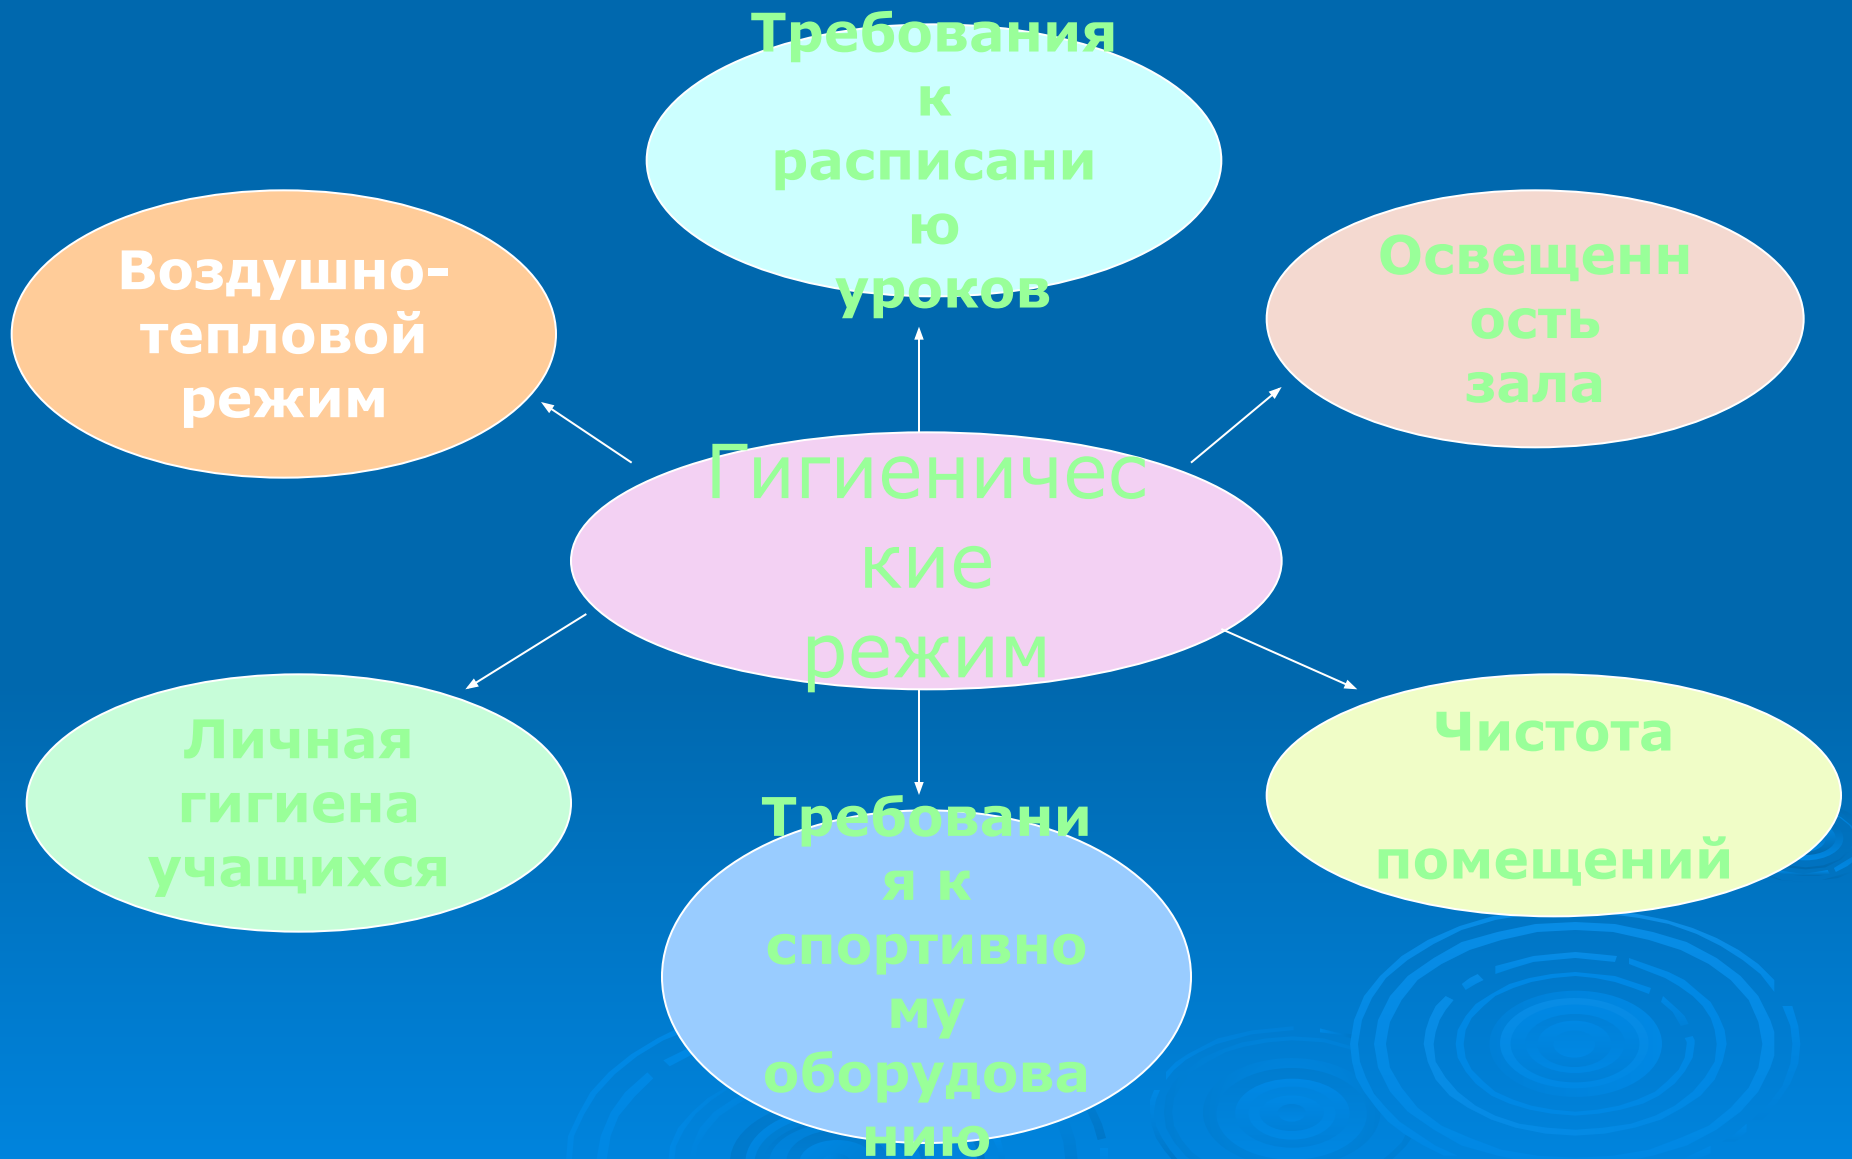 Требования
к
расписани
ю
уроков
Воздушно-
тепловой
режим
Освещенн
ость
зала
Гигиеничес
кие
режим
Личная
гигиена
учащихся
Чистота
помещений
Требовани
я к
спортивно
му
оборудова
нию